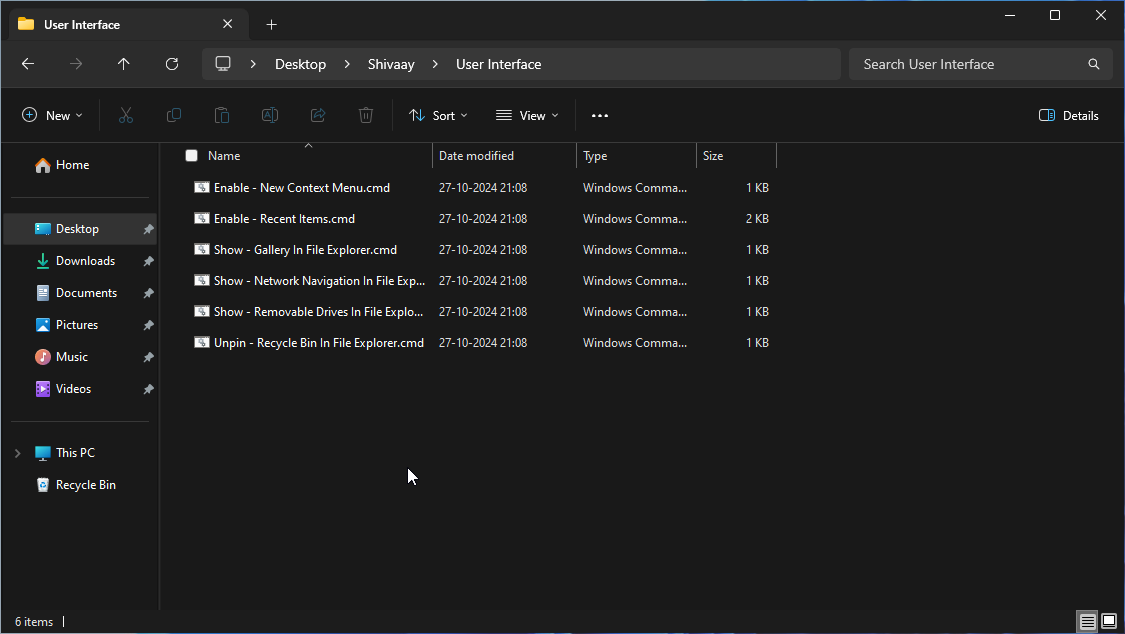 User Interface
Desktop Shivaay User Interface
Search User Interface
New Sort View Details
Name Date modified Type Size
Enable - New Context Menu.cmd 27-10-2024 21:08 Windows Comma... 1 KB
Enable - Recent Items.cmd 27-10-2024 21:08 Windows Comma... 2 KB
Show - Gallery In File Explorer.cmd 27-10-2024 21:08 Windows Comma... 1 KB
Show - Network Navigation In File Exp... 27-10-2024 21:08 Windows Comma... 1 KB
Show - Removable Drives In File Explo... 27-10-2024 21:08 Windows Comma... 1 KB
Unpin - Recycle Bin In File Explorer.cmd 27-10-2024 21:08 Windows Comma... 1 KB
Home
Desktop
Downloads
Documents
Pictures
Music
Videos
This PC
Recycle Bin
6 items